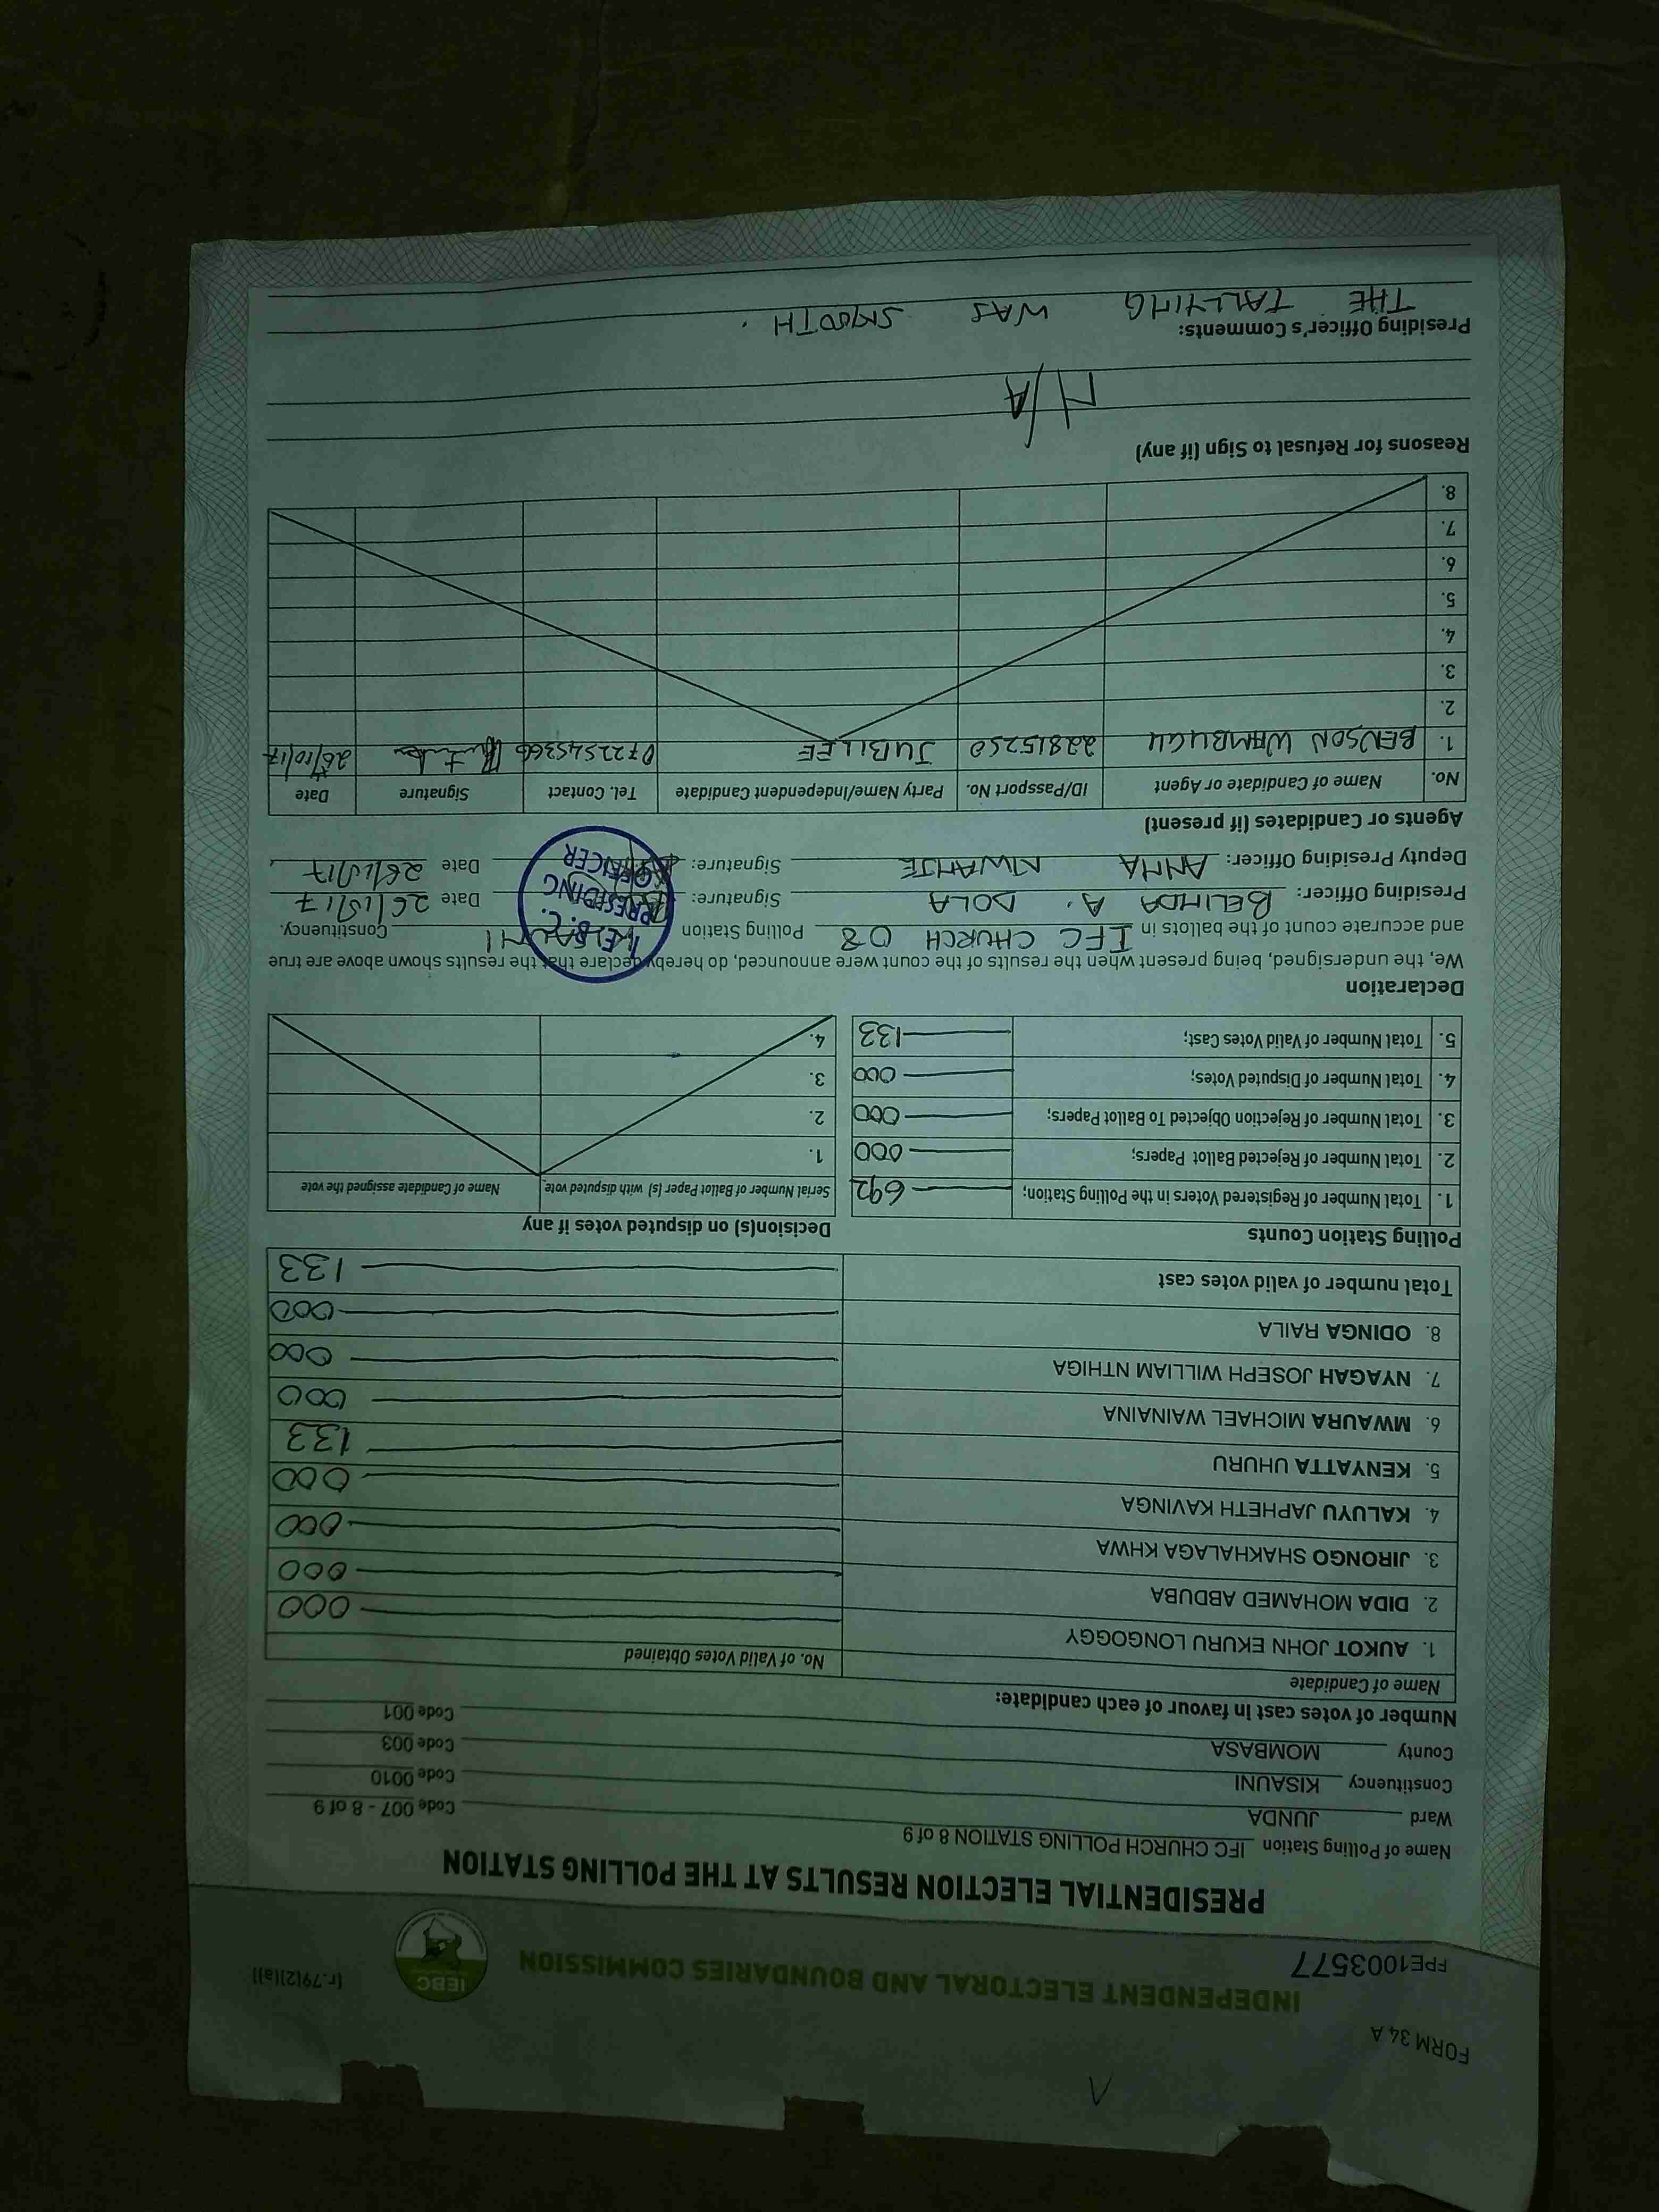 FORM 34 A
(r.79(2)(a))
INDEPENDENT ELECTORAL AND BOUNDARIES COMMISSION
IEBC
FPE1003577
PRESIDENTIAL ELECTION RESULTS AT THE POLLING STATION
Name of Polling Station IFC CHURCH POLLING STATION 8 of 9
Ward JUNDA Code 007 - 8 of 9
Constituency KISAUNI Code 0010
County MOMBASA Code 003
Code 001
Number of votes cast in favour of each candidate:
Name of Candidate No. of Valid Votes Obtained
1. AUKOT JOHN EKURU LONGOGGY 000
2. DIDA MOHAMED ABDUBA 000
3. JIRONGO SHAKHALAGA KHWA 000
4. KALUYU JAPHETH KAVINGA 000
5. KENYATTA UHURU 133
6. MWAURA MICHAEL WAINAINA 000
7. NYAGAH JOSEPH WILLIAM NTHIGA 000
8. ODINGA RAILA 000
Total number of valid votes cast 133
Polling Station Counts
1. Total Number of Registered Voters in the Polling Station; 692
2. Total Number of Rejected Ballot Papers; 000
3. Total Number of Rejection Objected To Ballot Papers; 000
4. Total Number of Disputed Votes; 000
5. Total Number of Valid Votes Cast; 133
Decision(s) on disputed votes if any
Serial Number of Ballot Paper (s) with disputed vote Name of Candidate assigned the vote
1.
2.
3.
4.
Declaration
We, the undersigned, being present when the results of the count were announced, do hereby declare that the results shown above are true
and accurate count of the ballots in IFC CHURCH 08 Polling Station Constituency.
Presiding Officer: BELINDA A. DOLA Signature: Date 26/10/17
Deputy Presiding Officer: ANNA Signature: Date 26/10/17
I.E.B.C.
PRESIDING
OFFICER
Agents or Candidates (if present)
No. Name of Candidate or Agent ID/Passport No. Party Name/Independent Candidate Tel. Contact Signature Date
1. BENSON WAMBUGU 22815250 JUBILEE 0722545366 26/10/17
2.
3.
4.
5.
6.
7.
8.
Reasons for Refusal to Sign (if any)
N/A
Presiding Officer's Comments:
THE TALLYING WAS SMOOTH.